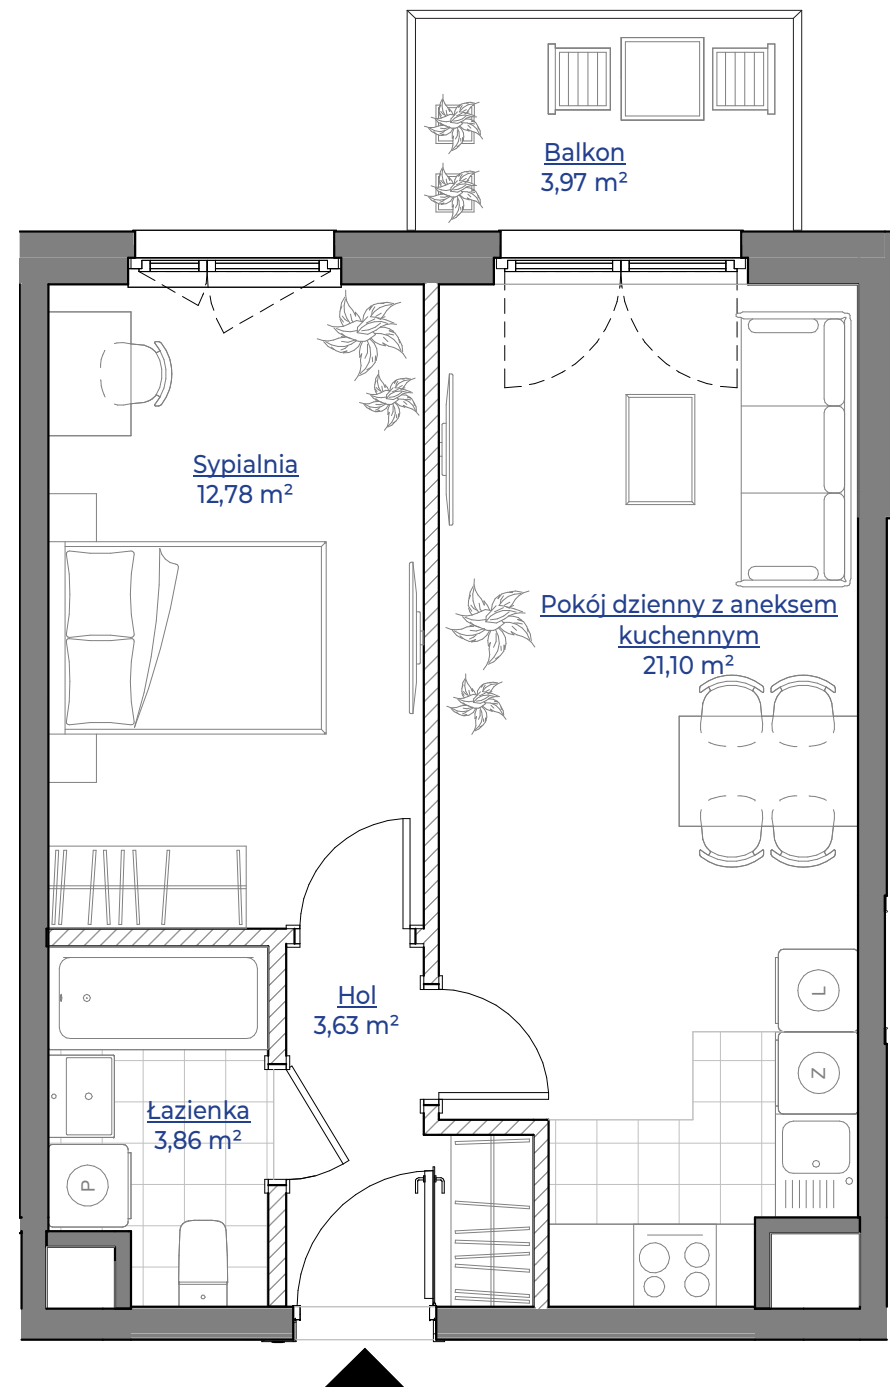 Balkon
3,97 m²
Sypialnia
12,78 m²
Pokój dzienny z aneksem
kuchennym
21,10 m²
Hol
3,63 m²
L
Z
Łazienka
3,86 m²
P